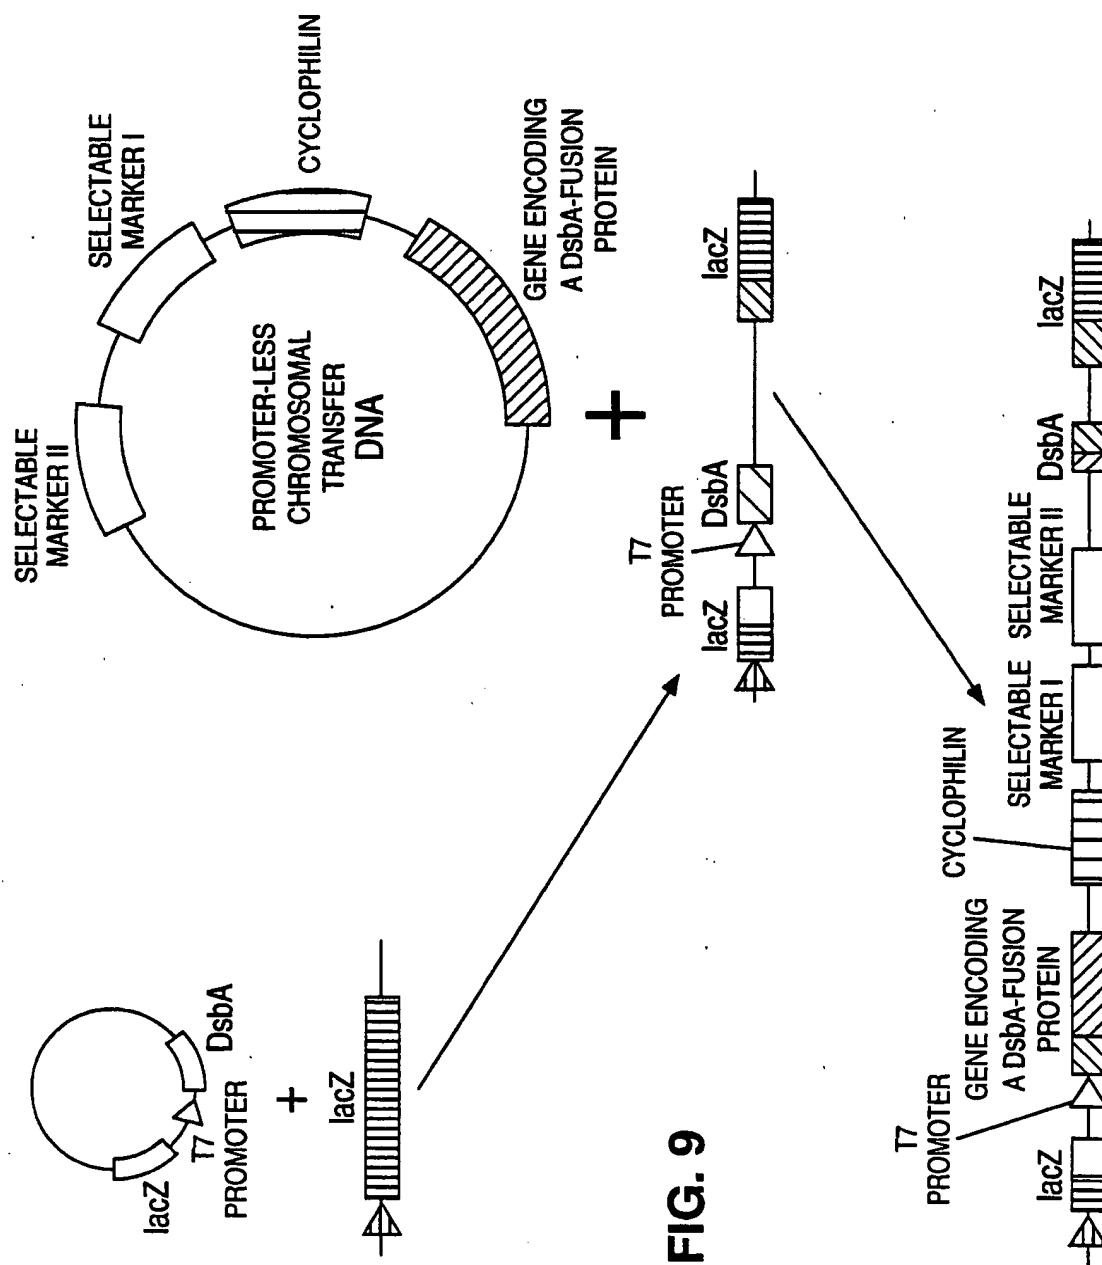 lacZ
T7
PROMOTER
DsbA
+
lacZ
SELECTABLE
MARKER II
SELECTABLE
MARKER I
PROMOTER-LESS
CHROMOSOMAL
TRANSFER
DNA
CYCLOPHILIN
GENE ENCODING
A DsbA-FUSION
PROTEIN
+
FIG. 9
lacZ
T7
PROMOTER
DsbA
lacZ
lacZ
T7
PROMOTER
GENE ENCODING
A DsbA-FUSION
PROTEIN
CYCLOPHILIN
SELECTABLE
MARKER I
SELECTABLE
MARKER II
DsbA
lacZ